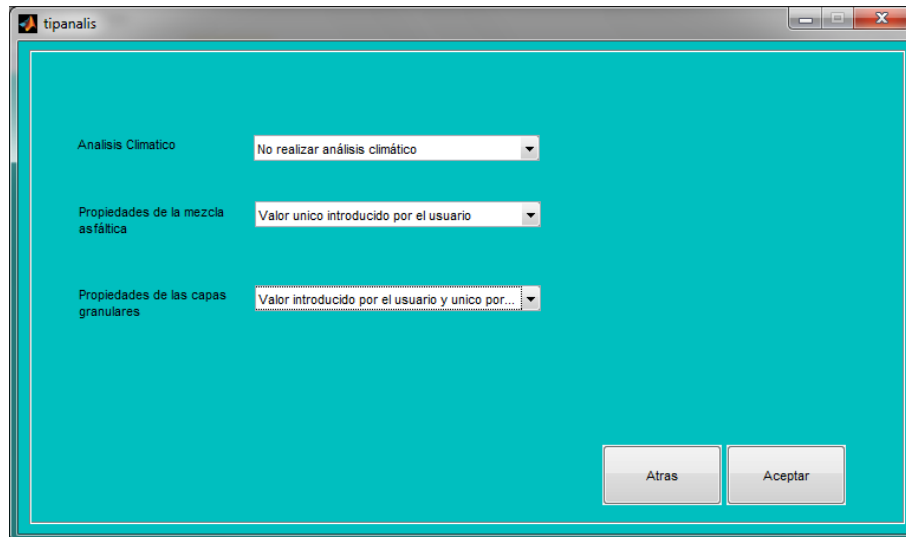 tipanalis
Analisis Climatico
No realizar análisis climático
Propiedades de la mezcla
asfáltica
Valor unico introducido por el usuario
Propiedades de las capas
granulares
Valor introducido por el usuario y unico por...
Atras
Aceptar